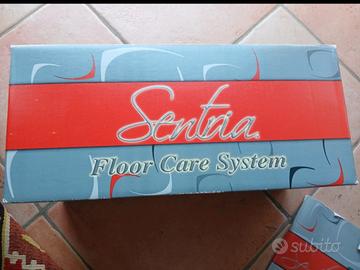 Sentria
Floor Care System
subito